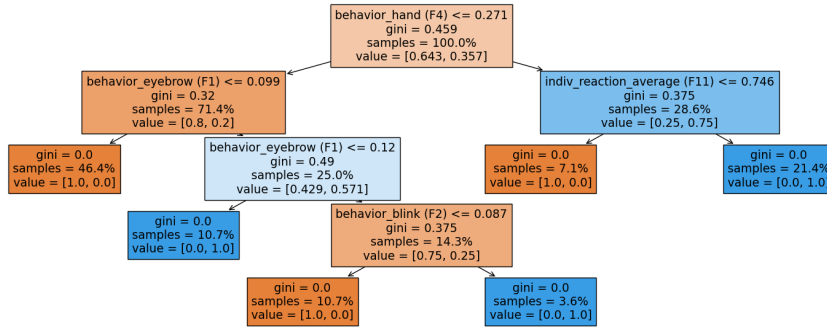 behavior_hand (F4) <= 0.271
gini = 0.459
samples = 100.0%
value = [0.643, 0.357]
behavior_eyebrow (F1) <= 0.099
gini = 0.32
samples = 71.4%
value = [0.8, 0.2]
indiv_reaction_average (F11) <= 0.746
gini = 0.375
samples = 28.6%
value = [0.25, 0.75]
gini = 0.0
samples = 46.4%
value = [1.0, 0.0]
behavior_eyebrow (F1) <= 0.12
gini = 0.49
samples = 25.0%
value = [0.429, 0.571]
gini = 0.0
samples = 7.1%
value = [1.0, 0.0]
gini = 0.0
samples = 21.4%
value = [0.0, 1.0]
gini = 0.0
samples = 10.7%
value = [0.0, 1.0]
behavior_blink (F2) <= 0.087
gini = 0.375
samples = 14.3%
value = [0.75, 0.25]
gini = 0.0
samples = 10.7%
value = [1.0, 0.0]
gini = 0.0
samples = 3.6%
value = [0.0, 1.0]